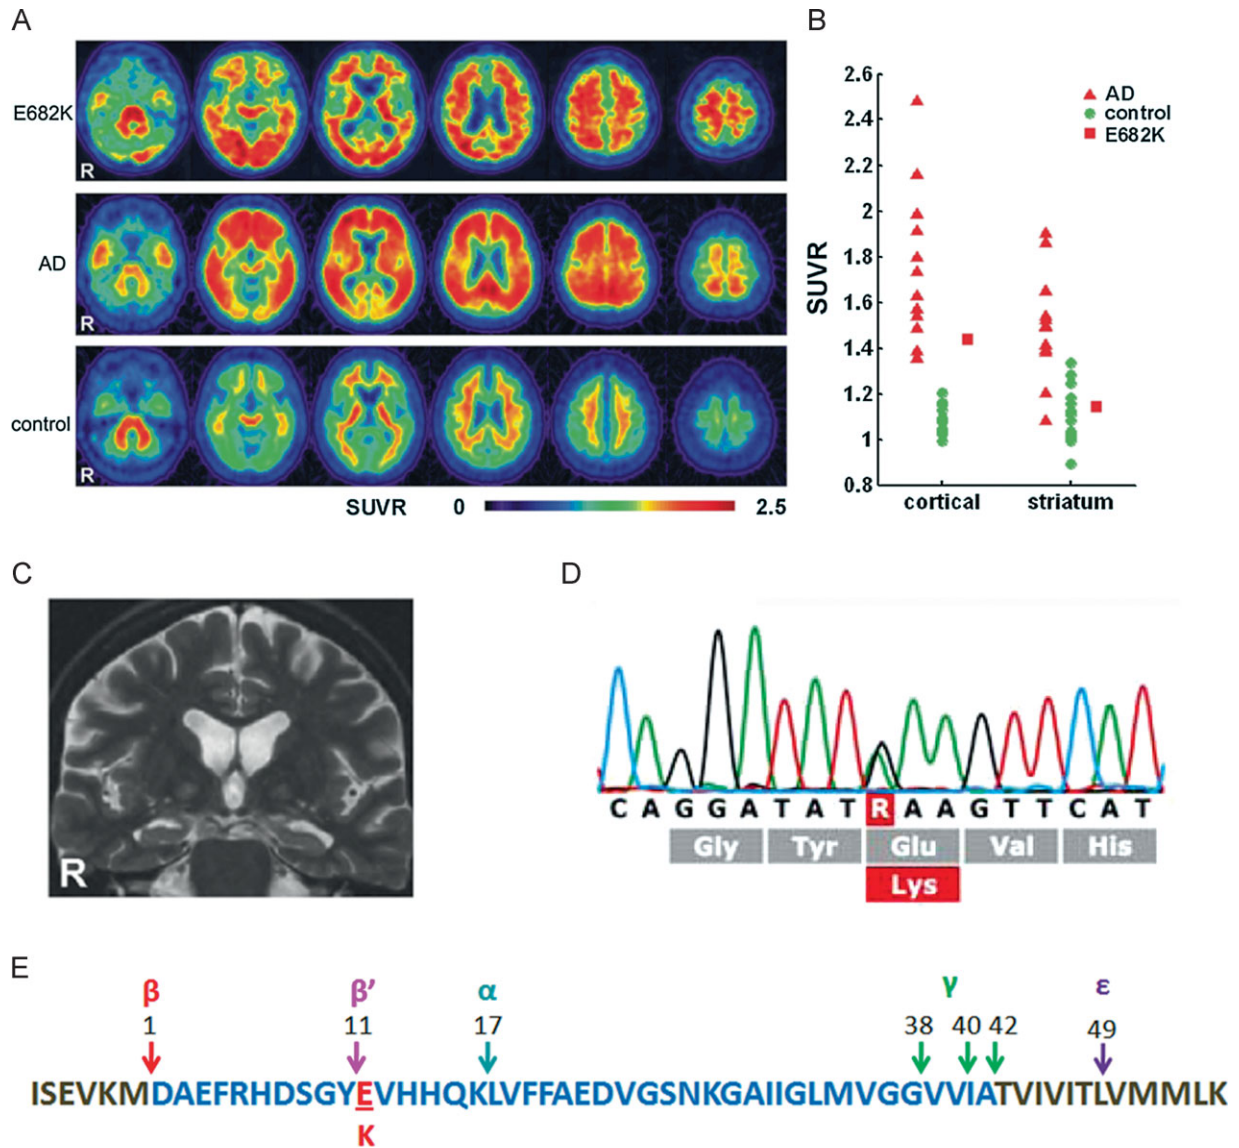 A
E682K
R
AD
R
control
R
SUVR 0 2.5
B
2.6
2.4
2.2
2
1.8
1.6
1.4
1.2
1
0.8
SUVR
AD
control
E682K
cortical striatum
C
R
D
C A G G A T A T R A A G T T C A T
Gly Tyr Glu Val His
Lys
E
β β’ α γ ε
1 11 17 38 40 42 49
ISEVKMDAEFRHDSGYEVHHQKLVFFAEDVGSNKGAIIGLMVGGVVIATVIVITLVMMLK
K